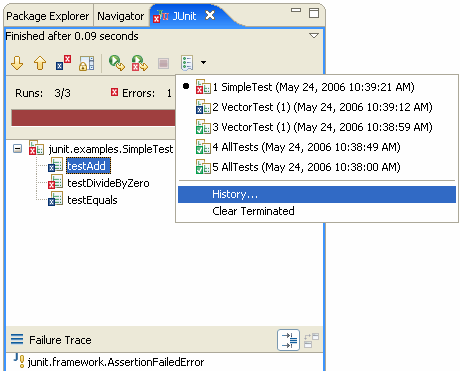 Package Explorer Navigator JUnit
Finished after 0.09 seconds
Runs: 3/3 Errors: 1
1 SimpleTest (May 24, 2006 10:39:21 AM)
2 VectorTest (1) (May 24, 2006 10:39:12 AM)
3 VectorTest (1) (May 24, 2006 10:38:59 AM)
4 AllTests (May 24, 2006 10:38:49 AM)
5 AllTests (May 24, 2006 10:38:00 AM)
History...
Clear Terminated
junit.examples.SimpleTest
testAdd
testDivideByZero
testEquals
Failure Trace
junit.framework.AssertionFailedError